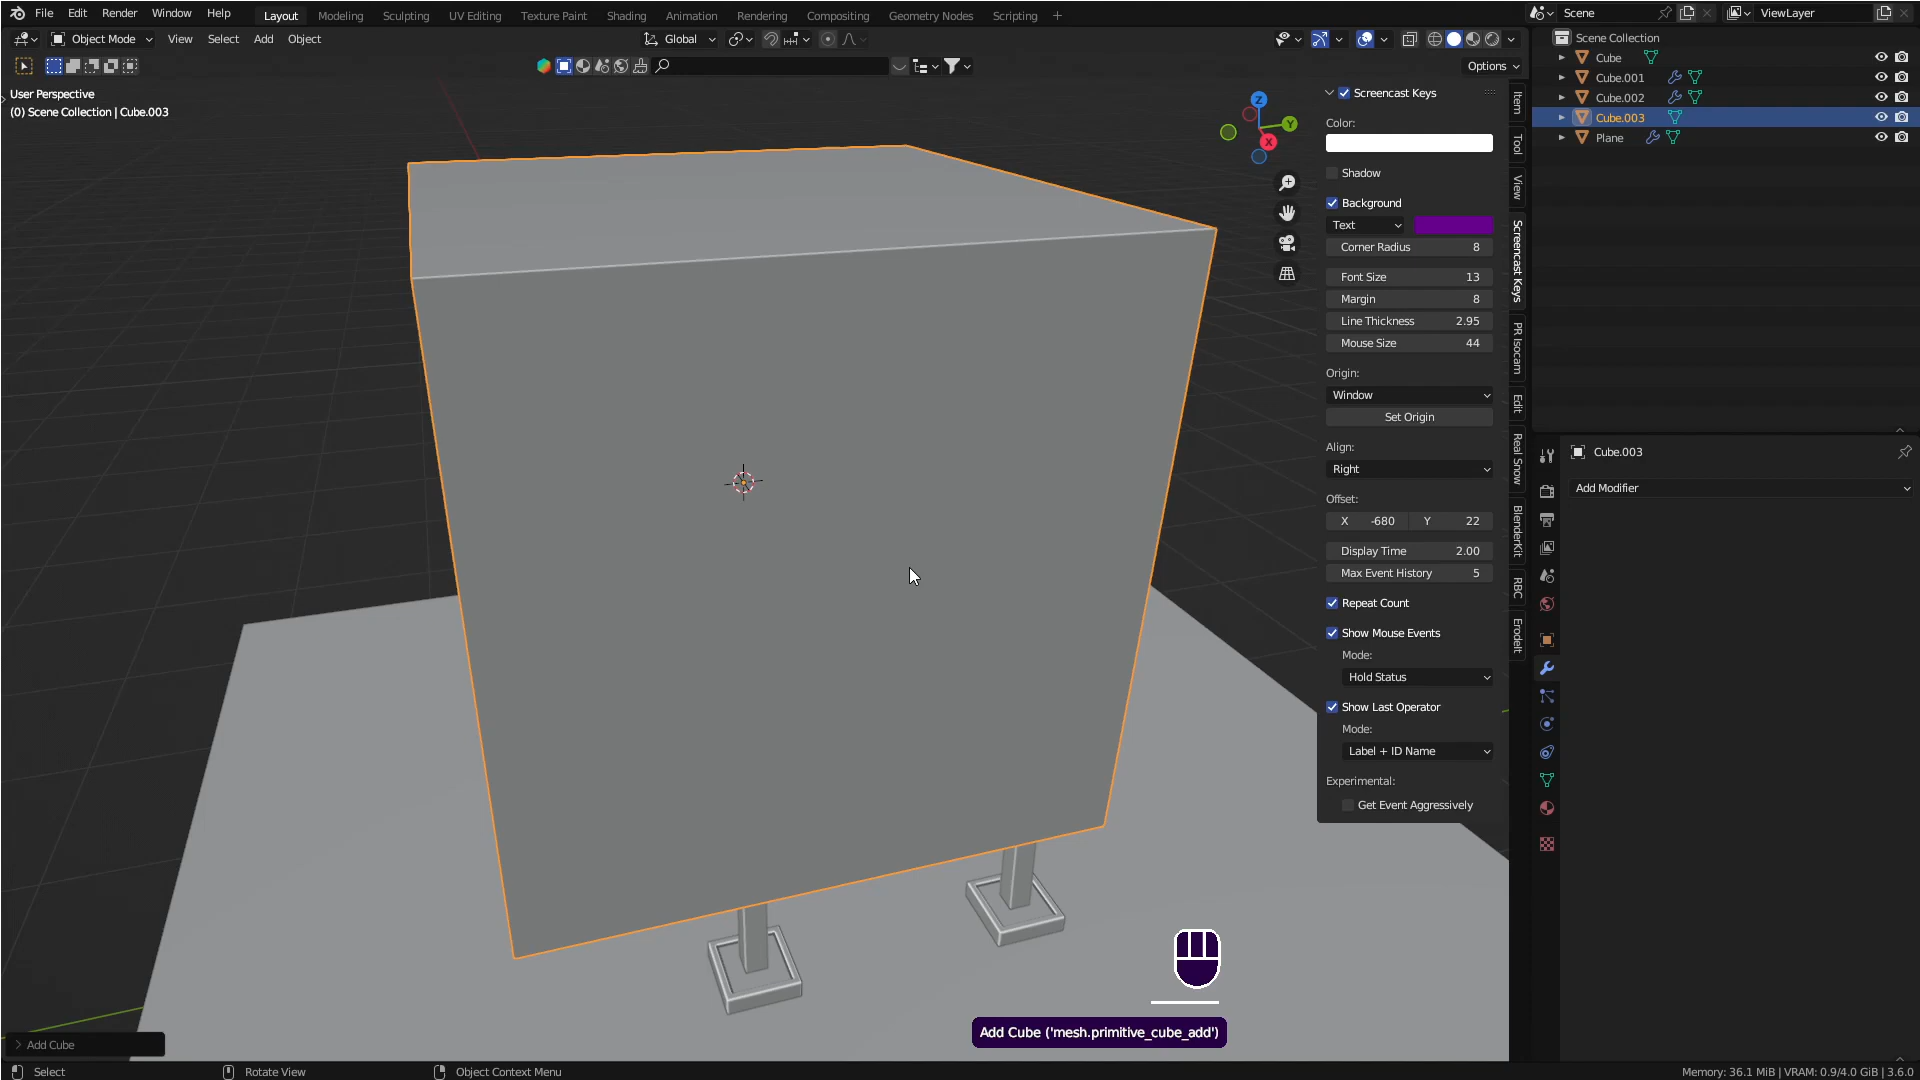 File Edit Render Window Help Layout Modeling Sculpting UV Editing Texture Paint Shading Animation Rendering Compositing Geometry Nodes Scripting + Scene ViewLayer
Object Mode View Select Add Object Global
Options
User Perspective
(0) Scene Collection | Cube.003
Z
Y
X
Scene Collection
Cube
Cube.001
Cube.002
Cube.003
Plane
Screencast Keys
Color:
Shadow
Background
Text
Corner Radius 8
Font Size 13
Margin 8
Line Thickness 2.95
Mouse Size 44
Origin:
Window
Set Origin
Align:
Right
Offset:
X -680 Y 22
Display Time 2.00
Max Event History 5
Repeat Count
Show Mouse Events
Mode:
Hold Status
Show Last Operator
Mode:
Label + ID Name
Experimental:
Get Event Aggressively
Item
Tool
View
Screencast Keys
PR Isocam
Edit
Real Snow
BlenderKit
RBC
ErodeIt
Cube.003
Add Modifier
Add Cube ('mesh.primitive_cube_add')
Add Cube
Select Rotate View Object Context Menu Memory: 36.1 MiB | VRAM: 0.9/4.0 GiB | 3.6.0